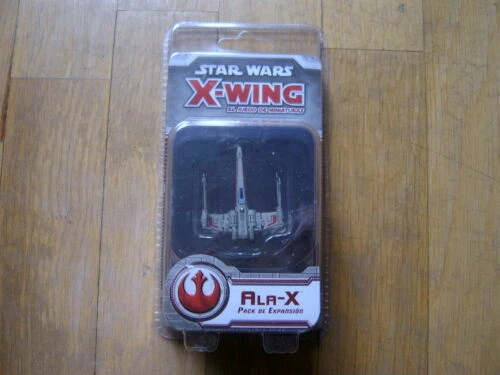 STAR WARS
X-WING
EL JUEGO DE MINIATURAS
ALA-X
PACK DE EXPANSIÓN